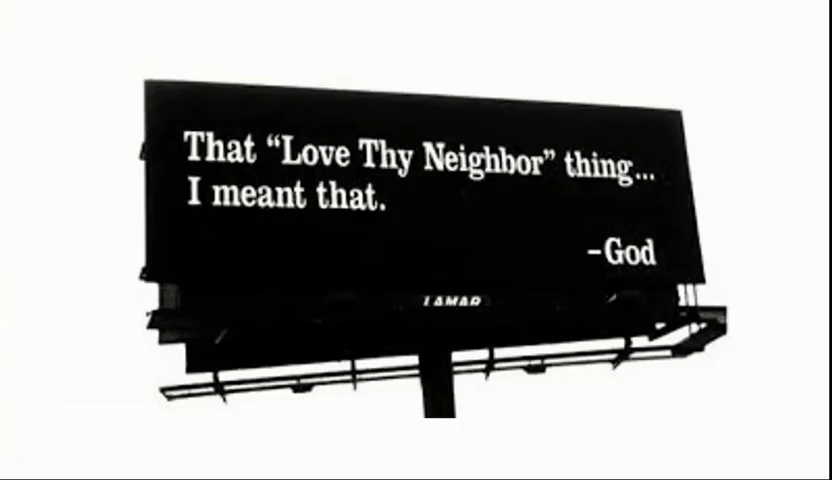 That “Love Thy Neighbor” thing...
I meant that.
–God
LAMAR